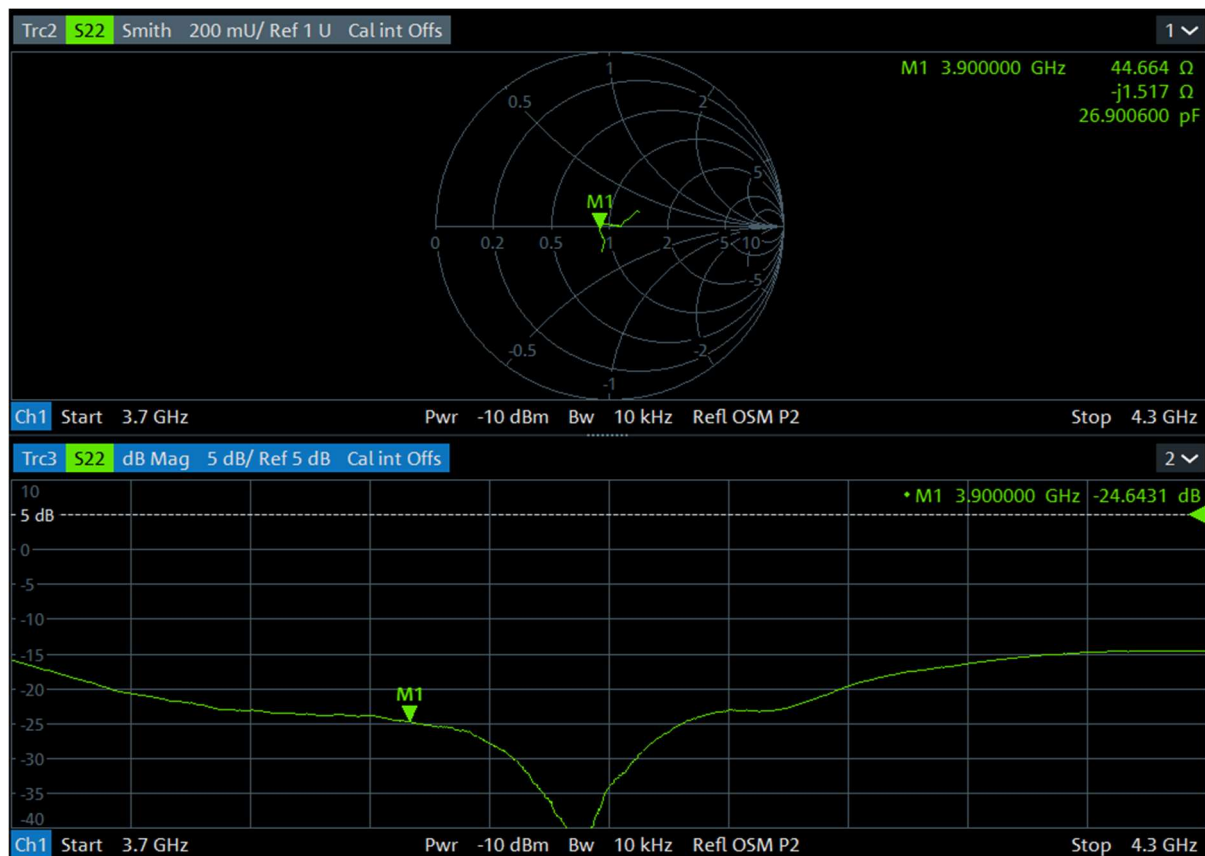 Trc2 S22 Smith 200 mU/ Ref 1 U Cal int Offs 1
M1 3.900000 GHz 44.664 Ω
-j1.517 Ω
26.900600 pF
1
0.5 2
5
M1
0 0.2 0.5 1 2 5 10
-5
-0.5 -2
-1
Ch1 Start 3.7 GHz Pwr -10 dBm Bw 10 kHz Refl OSM P2 Stop 4.3 GHz
Trc3 S22 dB Mag 5 dB/ Ref 5 dB Cal int Offs 2
10
• M1 3.900000 GHz -24.6431 dB
5 dB
0
-5
-10
-15
-20
M1
-25
-30
-35
-40
Ch1 Start 3.7 GHz Pwr -10 dBm Bw 10 kHz Refl OSM P2 Stop 4.3 GHz